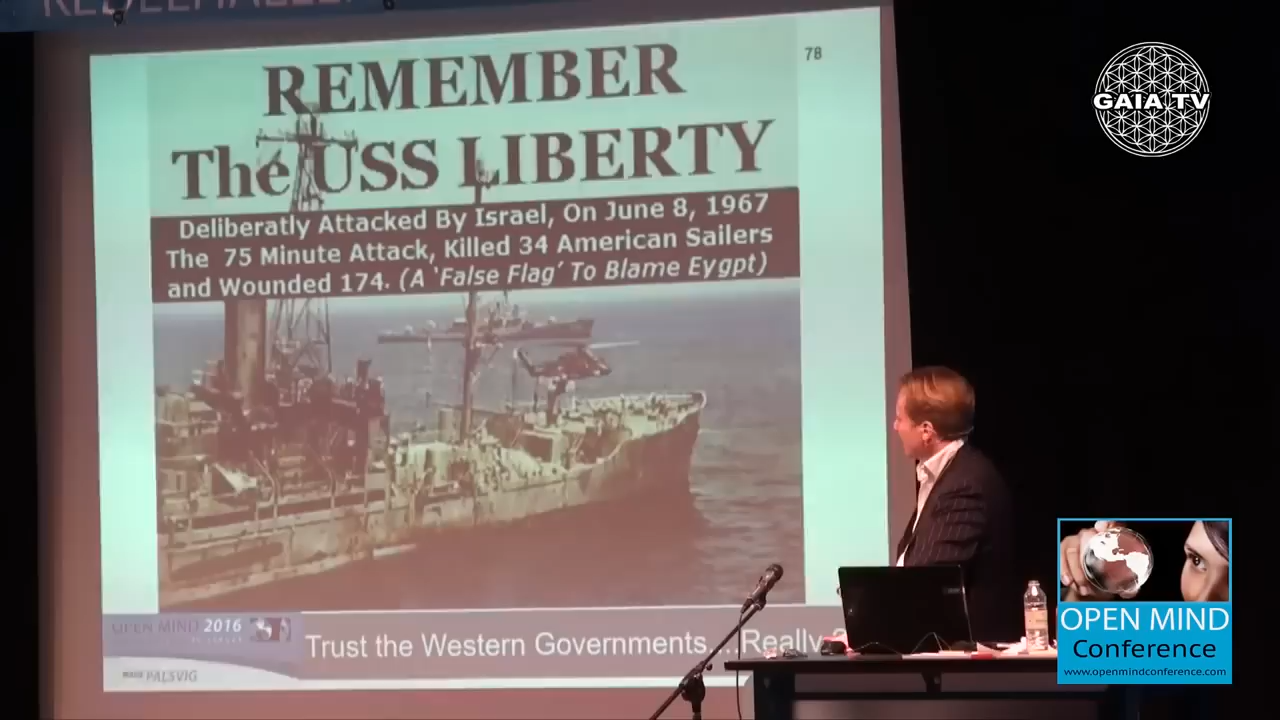 78
REMEMBER
The USS LIBERTY
Deliberatly Attacked By Israel, On June 8, 1967
The 75 Minute Attack, Killed 34 American Sailers
and Wounded 174. (A 'False Flag' To Blame Eygpt)
OPEN MIND 2016
Trust the Western Governments....Really ?
PALSVIG
GAIA.TV
OPEN MIND
Conference
www.openmindconference.com